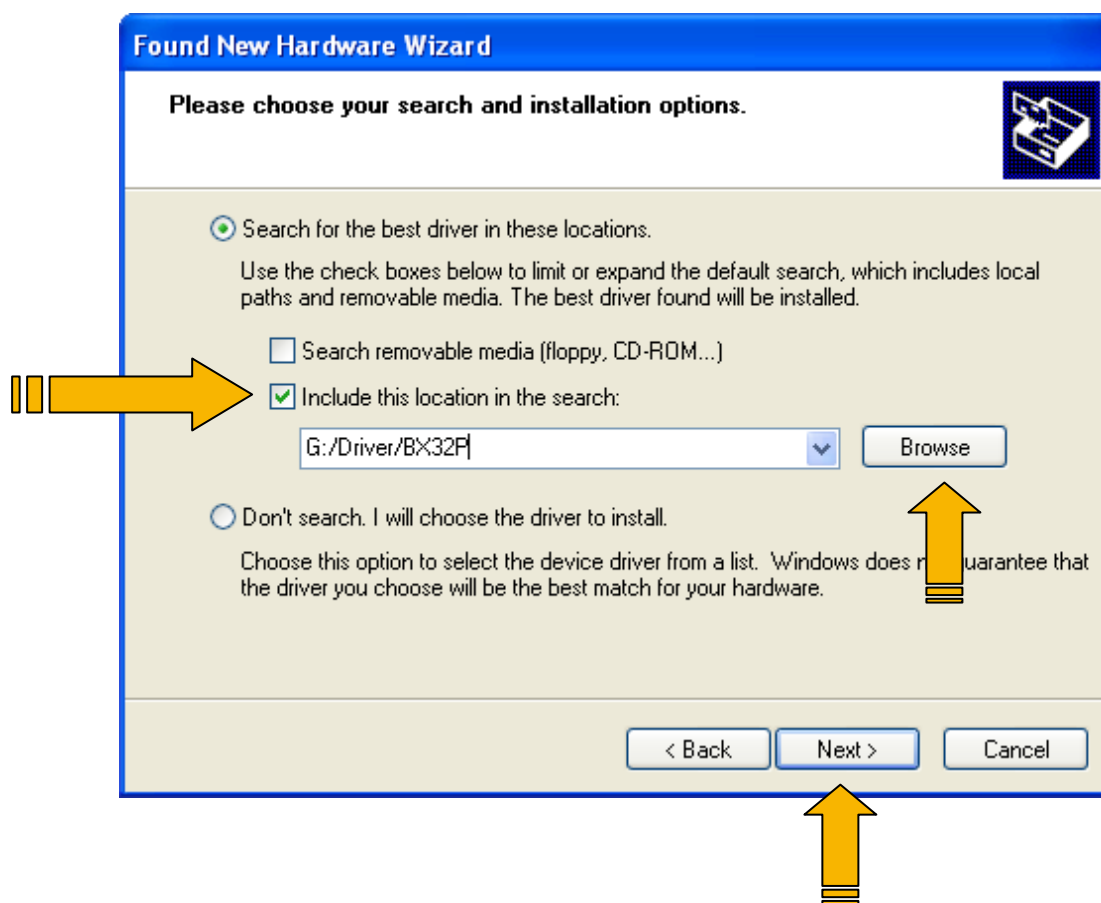 Found New Hardware Wizard
Please choose your search and installation options.
Search for the best driver in these locations.
Use the check boxes below to limit or expand the default search, which includes local
paths and removable media. The best driver found will be installed.
Search removable media (floppy, CD-ROM...)
Include this location in the search:
G:/Driver/BX32P
Browse
Don't search. I will choose the driver to install.
Choose this option to select the device driver from a list. Windows does guarantee that
the driver you choose will be the best match for your hardware.
< Back
Next >
Cancel